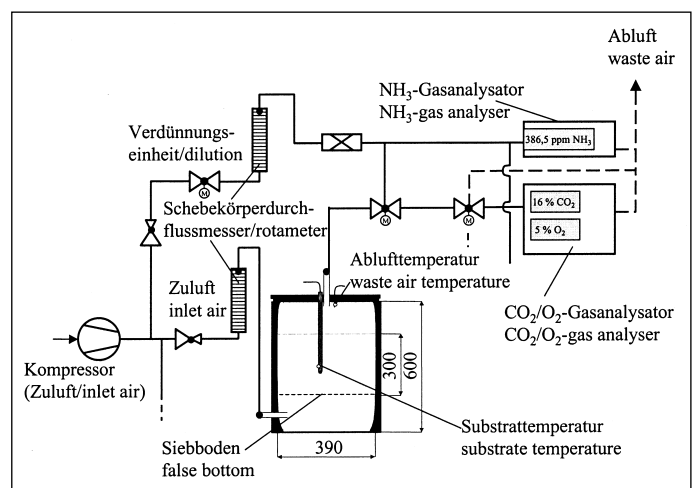 Abluft
waste air
NH₃-Gasanalysator
NH₃-gas analyser
386,5 ppm NH₃
Verdünnungs-
einheit/dilution
M
Schebekörperdurch-
flussmesser/rotameter
M
M
16 % CO₂
5 % O₂
Zuluft
inlet air
Ablufttemperatur
waste air temperature
CO₂/O₂-Gasanalysator
CO₂/O₂-gas analyser
Kompressor
(Zuluft/inlet air)
300
600
390
Siebboden
false bottom
Substrattemperatur
substrate temperature